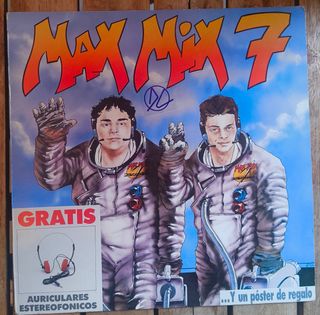 MAX MIX 7
GRATIS
AURICULARES
ESTEREOFONICOS
...Y un póster de regalo